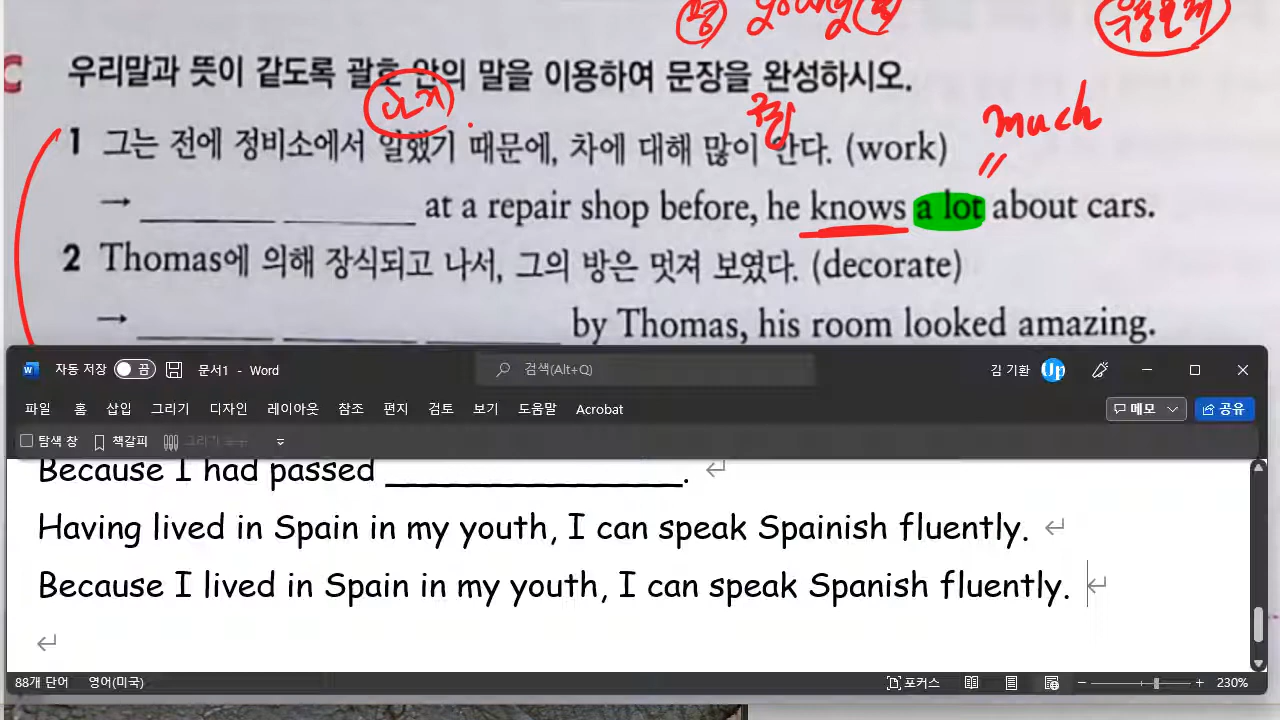 young
C 우리말과 뜻이 같도록 괄호 안의 말을 이용하여 문장을 완성하시오.
much
1 그는 전에 정비소에서 일했기 때문에, 차에 대해 많이 안다. (work)
→ ________ ________ at a repair shop before, he knows a lot about cars.
2 Thomas에 의해 장식되고 나서, 그의 방은 멋져 보였다. (decorate)
→ ________ ________ ________ by Thomas, his room looked amazing.
자동 저장 끔 문서1 - Word 검색(Alt+Q) 김 기환 Up
파일 홈 삽입 그리기 디자인 레이아웃 참조 편지 검토 보기 도움말 Acrobat 메모 공유
탐색 창 책갈피
Because I had passed ________________.
Having lived in Spain in my youth, I can speak Spainish fluently.
Because I lived in Spain in my youth, I can speak Spanish fluently.
88개 단어 영어(미국) 포커스 230%